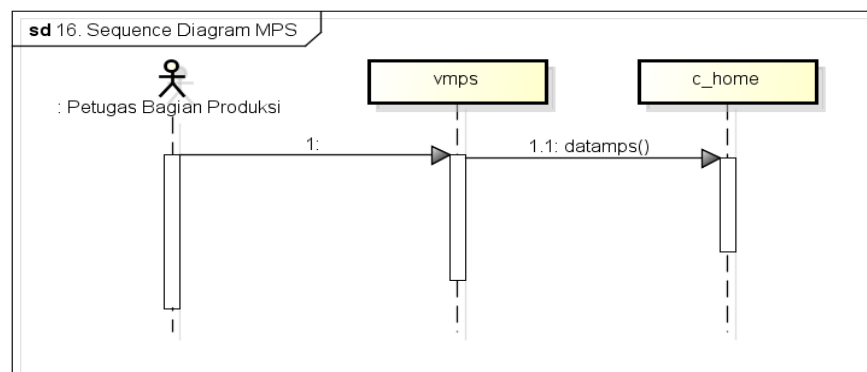 sd 16. Sequence Diagram MPS
vmps
c_home
: Petugas Bagian Produksi
1:
1.1: datamps()